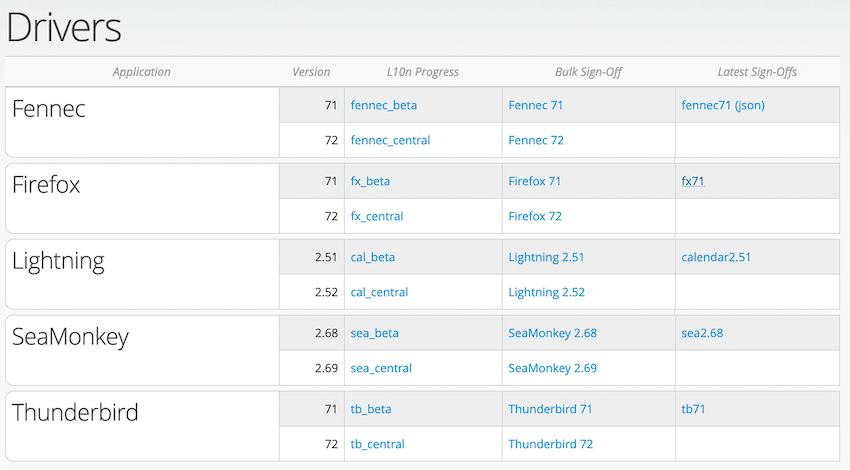 Drivers
Application Version L10n Progress Bulk Sign-Off Latest Sign-Offs
Fennec 71 fennec_beta Fennec 71 fennec71 (json)
72 fennec_central Fennec 72
Firefox 71 fx_beta Firefox 71 fx71
72 fx_central Firefox 72
Lightning 2.51 cal_beta Lightning 2.51 calendar2.51
2.52 cal_central Lightning 2.52
SeaMonkey 2.68 sea_beta SeaMonkey 2.68 sea2.68
2.69 sea_central SeaMonkey 2.69
Thunderbird 71 tb_beta Thunderbird 71 tb71
72 tb_central Thunderbird 72